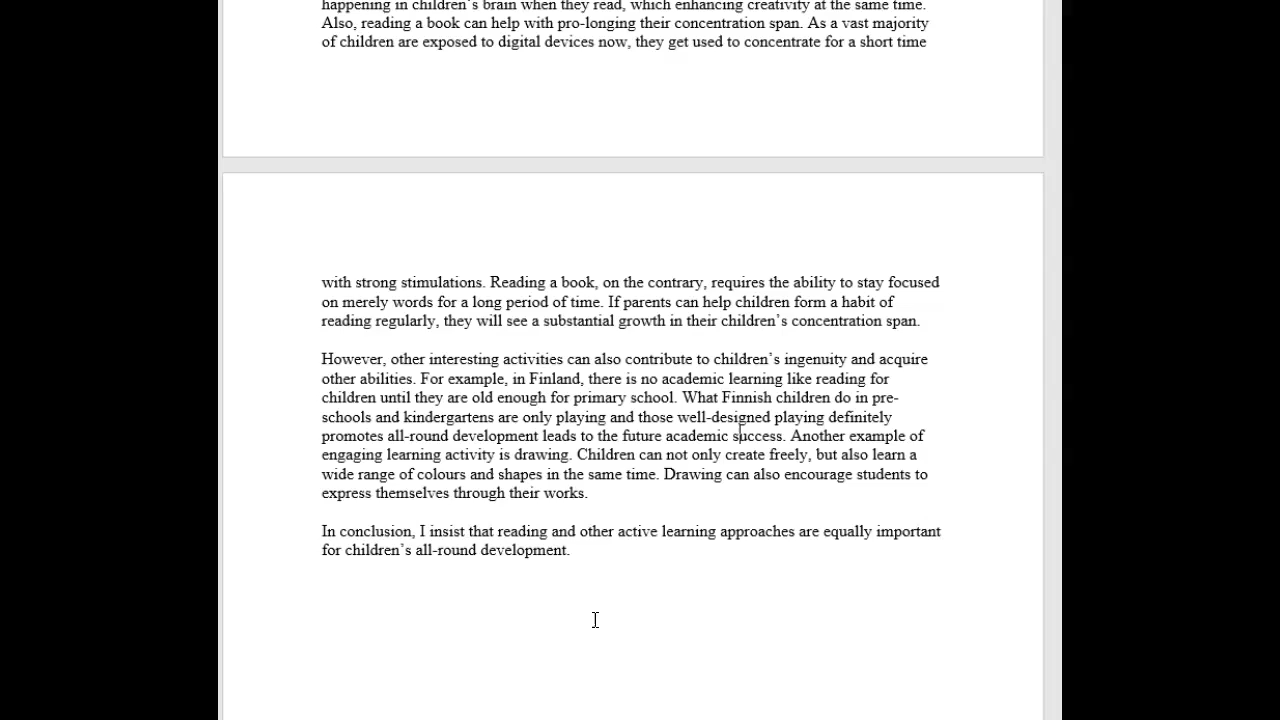 happening in children's brain when they read, which enhancing creativity at the same time.
Also, reading a book can help with pro-longing their concentration span. As a vast majority
of children are exposed to digital devices now, they get used to concentrate for a short time
with strong stimulations. Reading a book, on the contrary, requires the ability to stay focused
on merely words for a long period of time. If parents can help children form a habit of
reading regularly, they will see a substantial growth in their children's concentration span.
However, other interesting activities can also contribute to children's ingenuity and acquire
other abilities. For example, in Finland, there is no academic learning like reading for
children until they are old enough for primary school. What Finnish children do in pre-
schools and kindergartens are only playing and those well-designed playing definitely
promotes all-round development leads to the future academic success. Another example of
engaging learning activity is drawing. Children can not only create freely, but also learn a
wide range of colours and shapes in the same time. Drawing can also encourage students to
express themselves through their works.
In conclusion, I insist that reading and other active learning approaches are equally important
for children's all-round development.